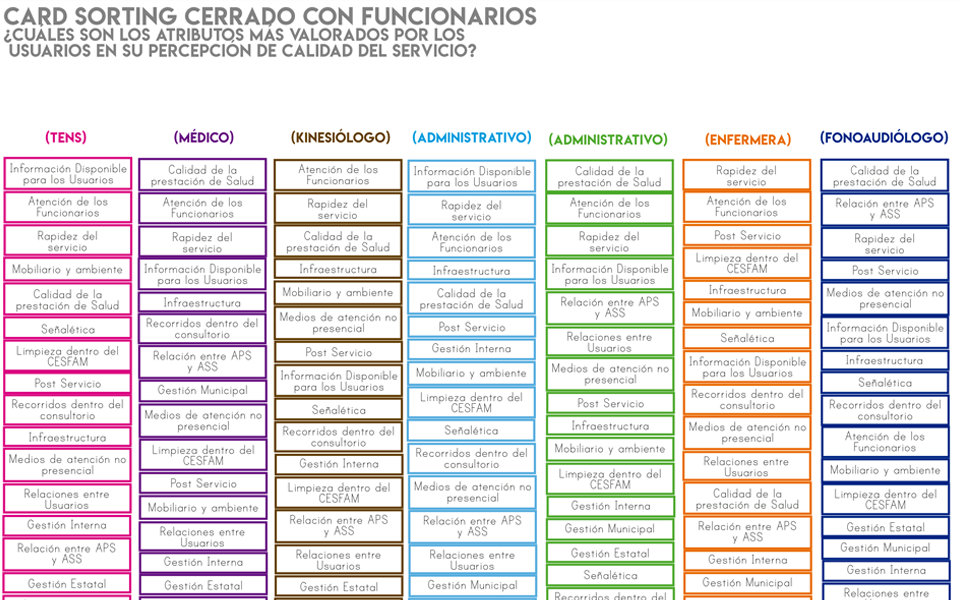 CARD SORTING CERRADO CON FUNCIONARIOS
¿CUÁLES SON LOS ATRIBUTOS MÁS VALORADOS POR LOS
USUARIOS EN SU PERCEPCIÓN DE CALIDAD DEL SERVICIO?
(TENS)
Información Disponible
para los Usuarios
Atención de los
Funcionarios
Rapidez del
servicio
Mobiliario y ambiente
Calidad de la
prestación de Salud
Señalética
Limpieza dentro del
CESFAM
Post Servicio
Recorridos dentro del
consultorio
Infraestructura
Medios de atención no
presencial
Relaciones entre
Usuarios
Gestión Interna
Relación entre APS
y ASS
Gestión Estatal
(MÉDICO)
Calidad de la
prestación de Salud
Atención de los
Funcionarios
Rapidez del
servicio
Información Disponible
para los Usuarios
Infraestructura
Recorridos dentro del
consultorio
Relación entre APS
y ASS
Gestión Municipal
Medios de atención no
presencial
Limpieza dentro del
CESFAM
Post Servicio
Mobiliario y ambiente
Relaciones entre
Usuarios
Gestión Interna
Gestión Estatal
(KINESIÓLOGO)
Atención de los
Funcionarios
Rapidez del
servicio
Calidad de la
prestación de Salud
Infraestructura
Mobiliario y ambiente
Medios de atención no
presencial
Post Servicio
Información Disponible
para los Usuarios
Señalética
Recorridos dentro del
consultorio
Gestión Interna
Limpieza dentro del
CESFAM
Relación entre APS
y ASS
Relaciones entre
Usuarios
Gestión Estatal
(ADMINISTRATIVO)
Información Disponible
para los Usuarios
Rapidez del
servicio
Atención de los
Funcionarios
Infraestructura
Calidad de la
prestación de Salud
Post Servicio
Gestión Interna
Mobiliario y ambiente
Limpieza dentro del
CESFAM
Señalética
Recorridos dentro del
consultorio
Medios de atención no
presencial
Relación entre APS
y ASS
Relaciones entre
Usuarios
Gestión Municipal
(ADMINISTRATIVO)
Calidad de la
prestación de Salud
Atención de los
Funcionarios
Rapidez del
servicio
Información Disponible
para los Usuarios
Relación entre APS
y ASS
Relaciones entre
Usuarios
Medios de atención no
presencial
Post Servicio
Infraestructura
Mobiliario y ambiente
Limpieza dentro del
CESFAM
Gestión Interna
Gestión Municipal
Gestión Estatal
Señalética
Recorridos dentro del
(ENFERMERA)
Rapidez del
servicio
Atención de los
Funcionarios
Post Servicio
Limpieza dentro del
CESFAM
Infraestructura
Mobiliario y ambiente
Señalética
Información Disponible
para los Usuarios
Recorridos dentro del
consultorio
Medios de atención no
presencial
Relaciones entre
Usuarios
Calidad de la
prestación de Salud
Relación entre APS
y ASS
Gestión Interna
Gestión Municipal
(FONOAUDIÓLOGO)
Calidad de la
prestación de Salud
Relación entre APS
y ASS
Rapidez del
servicio
Post Servicio
Medios de atención no
presencial
Información Disponible
para los Usuarios
Infraestructura
Señalética
Recorridos dentro del
consultorio
Atención de los
Funcionarios
Mobiliario y ambiente
Limpieza dentro del
CESFAM
Gestión Estatal
Gestión Municipal
Gestión Interna
Relaciones entre